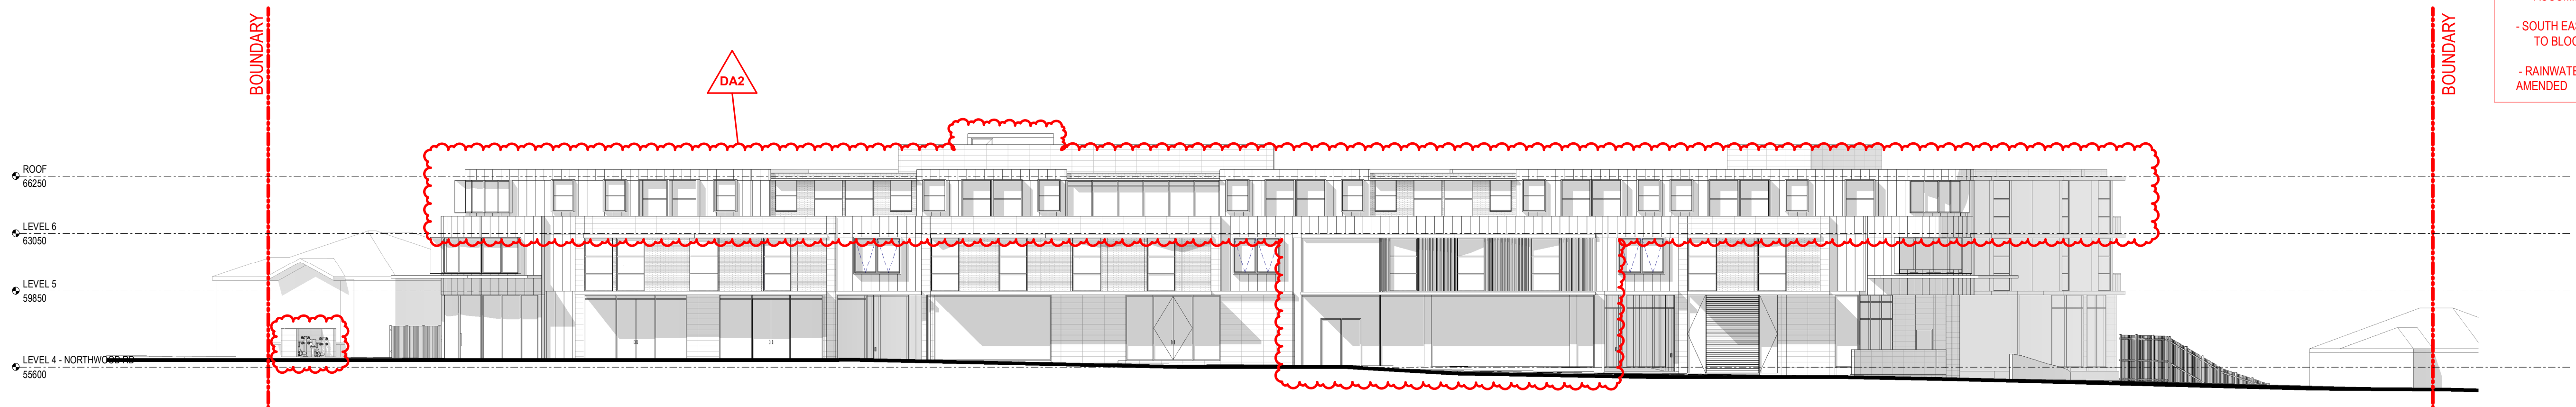 BOUNDARY
DA2
BOUNDARY
- SOUTH EAS
TO BLOC
- RAINWATE
AMENDED
ROOF
66250
LEVEL 6
63050
LEVEL 5
59850
LEVEL 4 - NORTHWOOD RD
55600